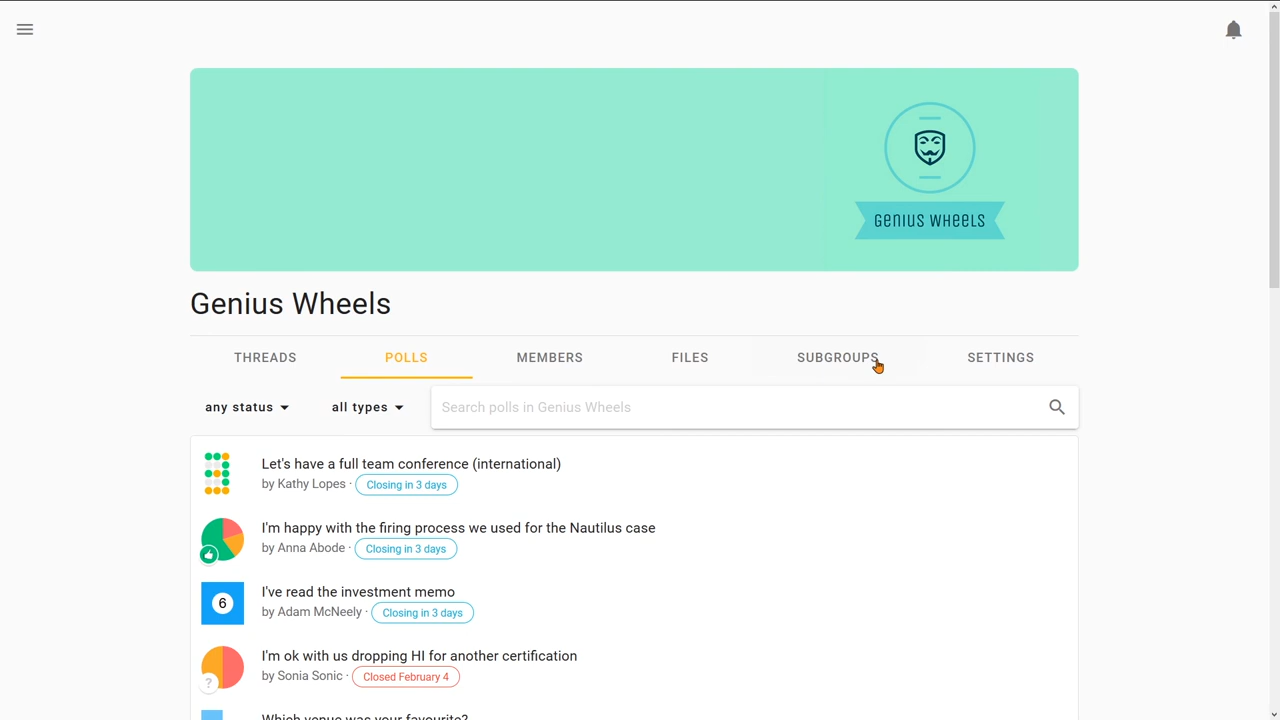 Genius Wheels
Genius Wheels
THREADS POLLS MEMBERS FILES SUBGROUPS SETTINGS
any status all types Search polls in Genius Wheels
Let's have a full team conference (international)
by Kathy Lopes · Closing in 3 days
I'm happy with the firing process we used for the Nautilus case
by Anna Abode · Closing in 3 days
6
I've read the investment memo
by Adam McNeely · Closing in 3 days
I'm ok with us dropping HI for another certification
?
by Sonia Sonic · Closed February 4
Which venue was your favourite?